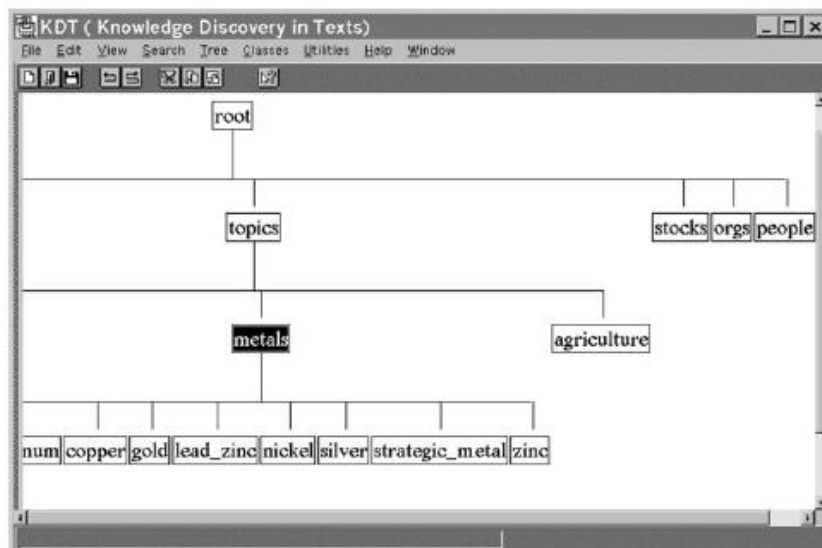 KDT ( Knowledge Discovery in Texts)
File Edit View Search Tree Classes Utilities Help Window
root
topics stocks orgs people
metals agriculture
num copper gold lead_zinc nickel silver strategic_metal zinc